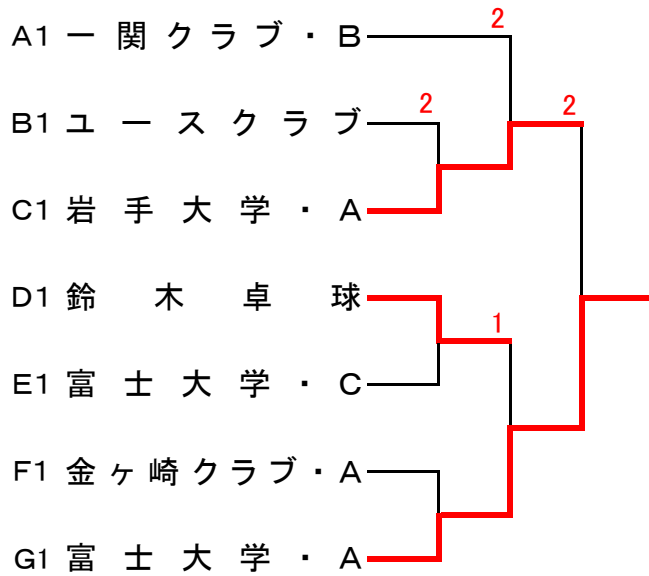 2
A1 一関クラブ・B
2
2
B1 ユースクラブ
C1 岩手大学・A
D1 鈴木卓球
1
E1 富士大学・C
F1 金ヶ崎クラブ・A
G1 富士大学・A